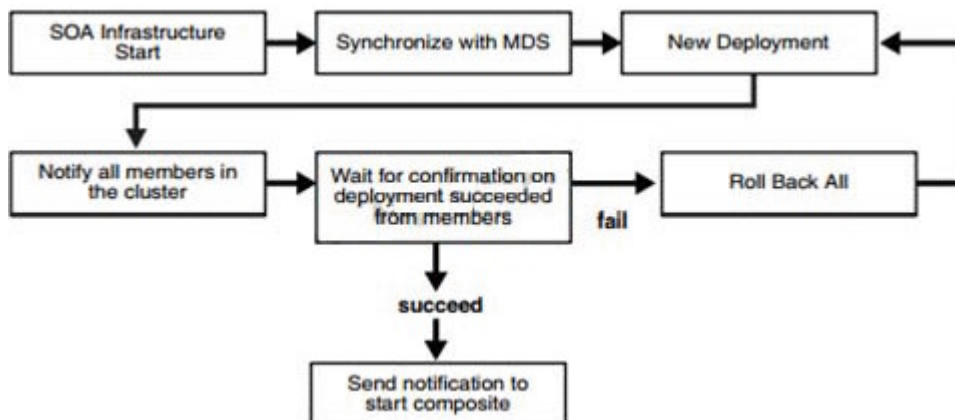 SOA Infrastructure
Start
Synchronize with MDS
New Deployment
Notify all members in
the cluster
Wait for confirmation on
deployment succeeded
from members
fail
Roll Back All
succeed
Send notification to
start composite